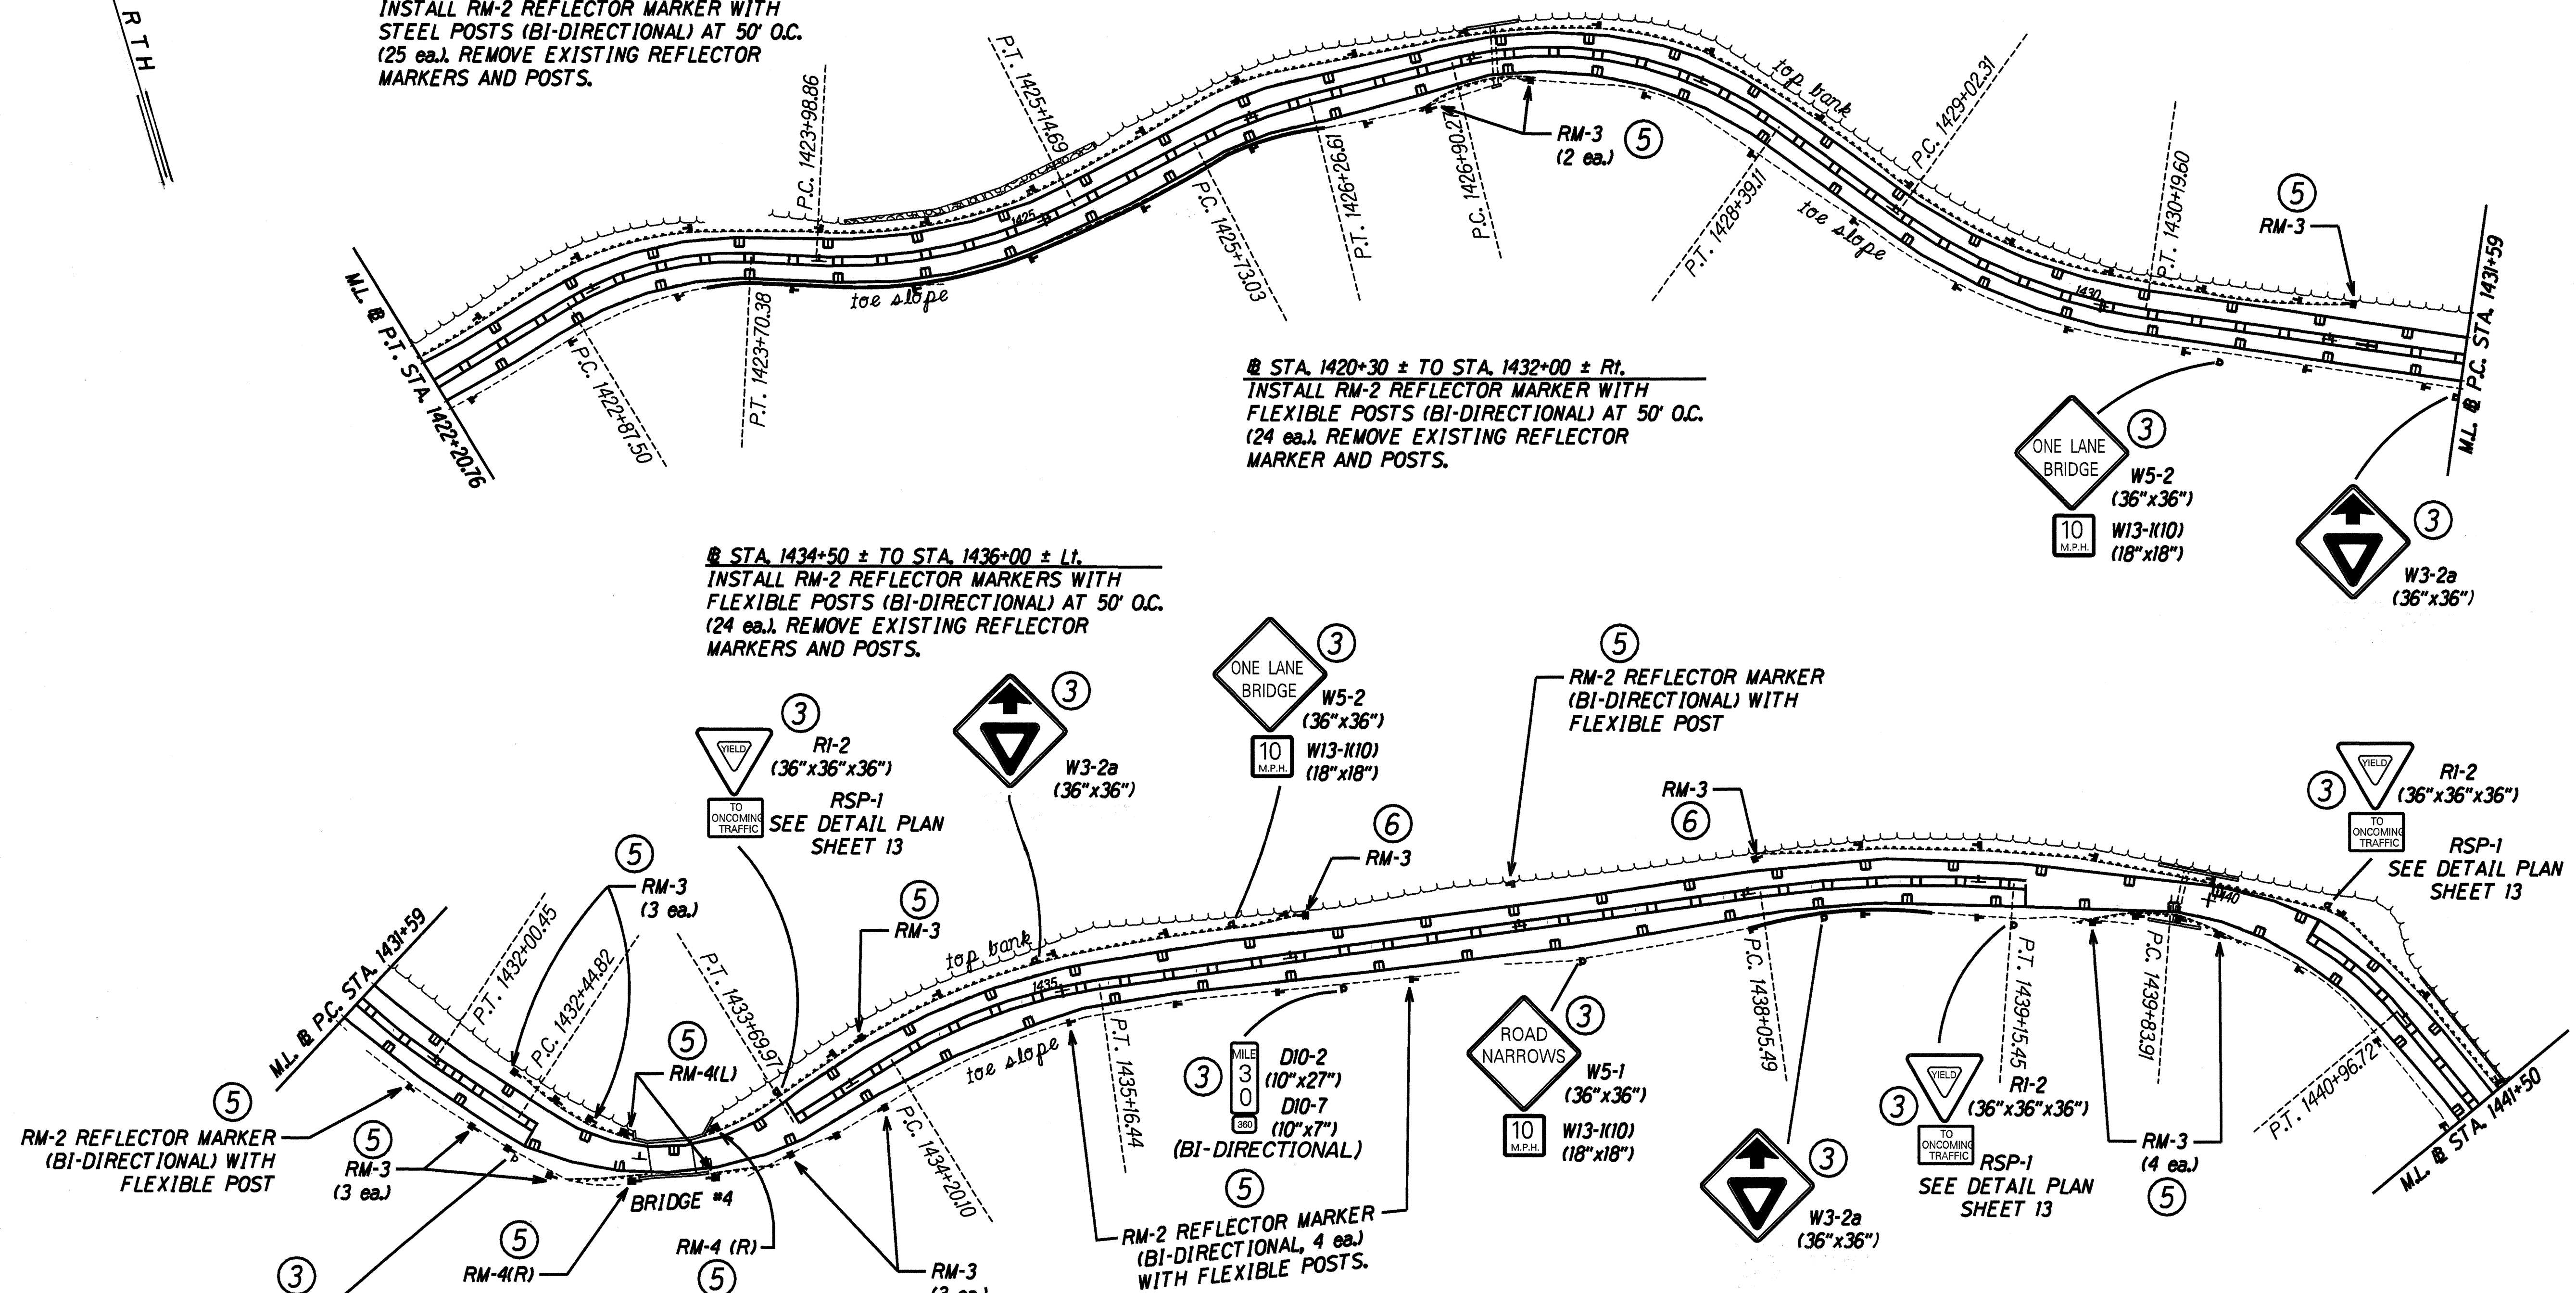 RTH
INSTALL RM-2 REFLECTOR MARKER WITH
STEEL POSTS (BI-DIRECTIONAL) AT 50' O.C.
(25 ea.). REMOVE EXISTING REFLECTOR
MARKERS AND POSTS.
P.C. 1423+98.86
P.T. 1425+14.69
top bank
P.C. 1429+02.31
RM-3
(2 ea.)
5
P.T. 1430+19.60
5
RM-3
M.L. ⅊ P.C. STA. 1431+59
M.L. ⅊ P.T. STA. 1422+20.76
P.C. 1422+87.50
P.T. 1423+70.38
toe slope
1425
P.C. 1425+73.03
P.T. 1426+26.61
P.C. 1426+90.27
P.T. 1428+39.11
toe slope
1430
⅊ STA. 1420+30 ± TO STA. 1432+00 ± Rt.
INSTALL RM-2 REFLECTOR MARKER WITH
FLEXIBLE POSTS (BI-DIRECTIONAL) AT 50' O.C.
(24 ea.). REMOVE EXISTING REFLECTOR
MARKER AND POSTS.
ONE LANE
BRIDGE
3
W5-2
(36"x36")
10
M.P.H.
W13-1(10)
(18"x18")
3
W3-2a
(36"x36")
⅊ STA. 1434+50 ± TO STA. 1436+00 ± Lt.
INSTALL RM-2 REFLECTOR MARKERS WITH
FLEXIBLE POSTS (BI-DIRECTIONAL) AT 50' O.C.
(24 ea.). REMOVE EXISTING REFLECTOR
MARKERS AND POSTS.
YIELD
3
R1-2
(36"x36"x36")
TO
ONCOMING
TRAFFIC
RSP-1
SEE DETAIL PLAN
SHEET 13
3
W3-2a
(36"x36")
ONE LANE
BRIDGE
3
W5-2
(36"x36")
10
M.P.H.
W13-1(10)
(18"x18")
5
RM-2 REFLECTOR MARKER
(BI-DIRECTIONAL) WITH
FLEXIBLE POST
6
RM-3
RM-3
6
YIELD
3
R1-2
(36"x36"x36")
TO
ONCOMING
TRAFFIC
RSP-1
SEE DETAIL PLAN
SHEET 13
M.L. ⅊ P.C. STA. 1431+59
P.T. 1432+00.45
P.C. 1432+44.82
5
RM-3
(3 ea.)
P.T. 1433+69.97
5
RM-3
top bank
5
RM-4(L)
1435
toe slope
P.T. 1435+16.44
P.C. 1434+20.10
5
RM-2 REFLECTOR MARKER
(BI-DIRECTIONAL) WITH
FLEXIBLE POST
5
RM-3
(3 ea.)
BRIDGE #4
5
RM-4(R)
RM-4 (R)
5
3
RM-3
MILE
3
0
360
3
D10-2
(10"x27")
D10-7
(10"x7")
(BI-DIRECTIONAL)
5
RM-2 REFLECTOR MARKER
(BI-DIRECTIONAL, 4 ea.)
WITH FLEXIBLE POSTS.
ROAD
NARROWS
3
W5-1
(36"x36")
10
M.P.H.
W13-1(10)
(18"x18")
P.C. 1438+05.49
3
W3-2a
(36"x36")
P.T. 1439+15.45
YIELD
3
R1-2
(36"x36"x36")
TO
ONCOMING
TRAFFIC
RSP-1
SEE DETAIL PLAN
SHEET 13
P.C. 1439+83.91
1440
RM-3
(4 ea.)
5
P.T. 1440+96.72
M.L. ⅊ STA. 1441+50